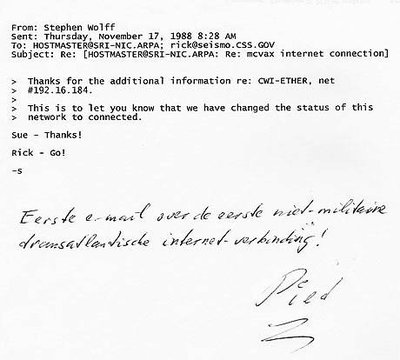 From: Stephen Wolff
Sent: Thursday, November 17, 1988 8:28 AM
To: HOSTMASTER@SRI-NIC.ARPA; rick@seismo.CSS.GOV
Subject: Re: [HOSTMASTER@SRI-NIC.ARPA: Re: mcvax internet connection]
> Thanks for the additional information re: CWI-ETHER, net
> #192.16.184.
>
> This is to let you know that we have changed the status of this
> network to connected.
Sue - Thanks!
Rick - Go!
-s
Eerste e-mail over de eerste niet-militaire
transatlantische internet-verbinding!
Piet